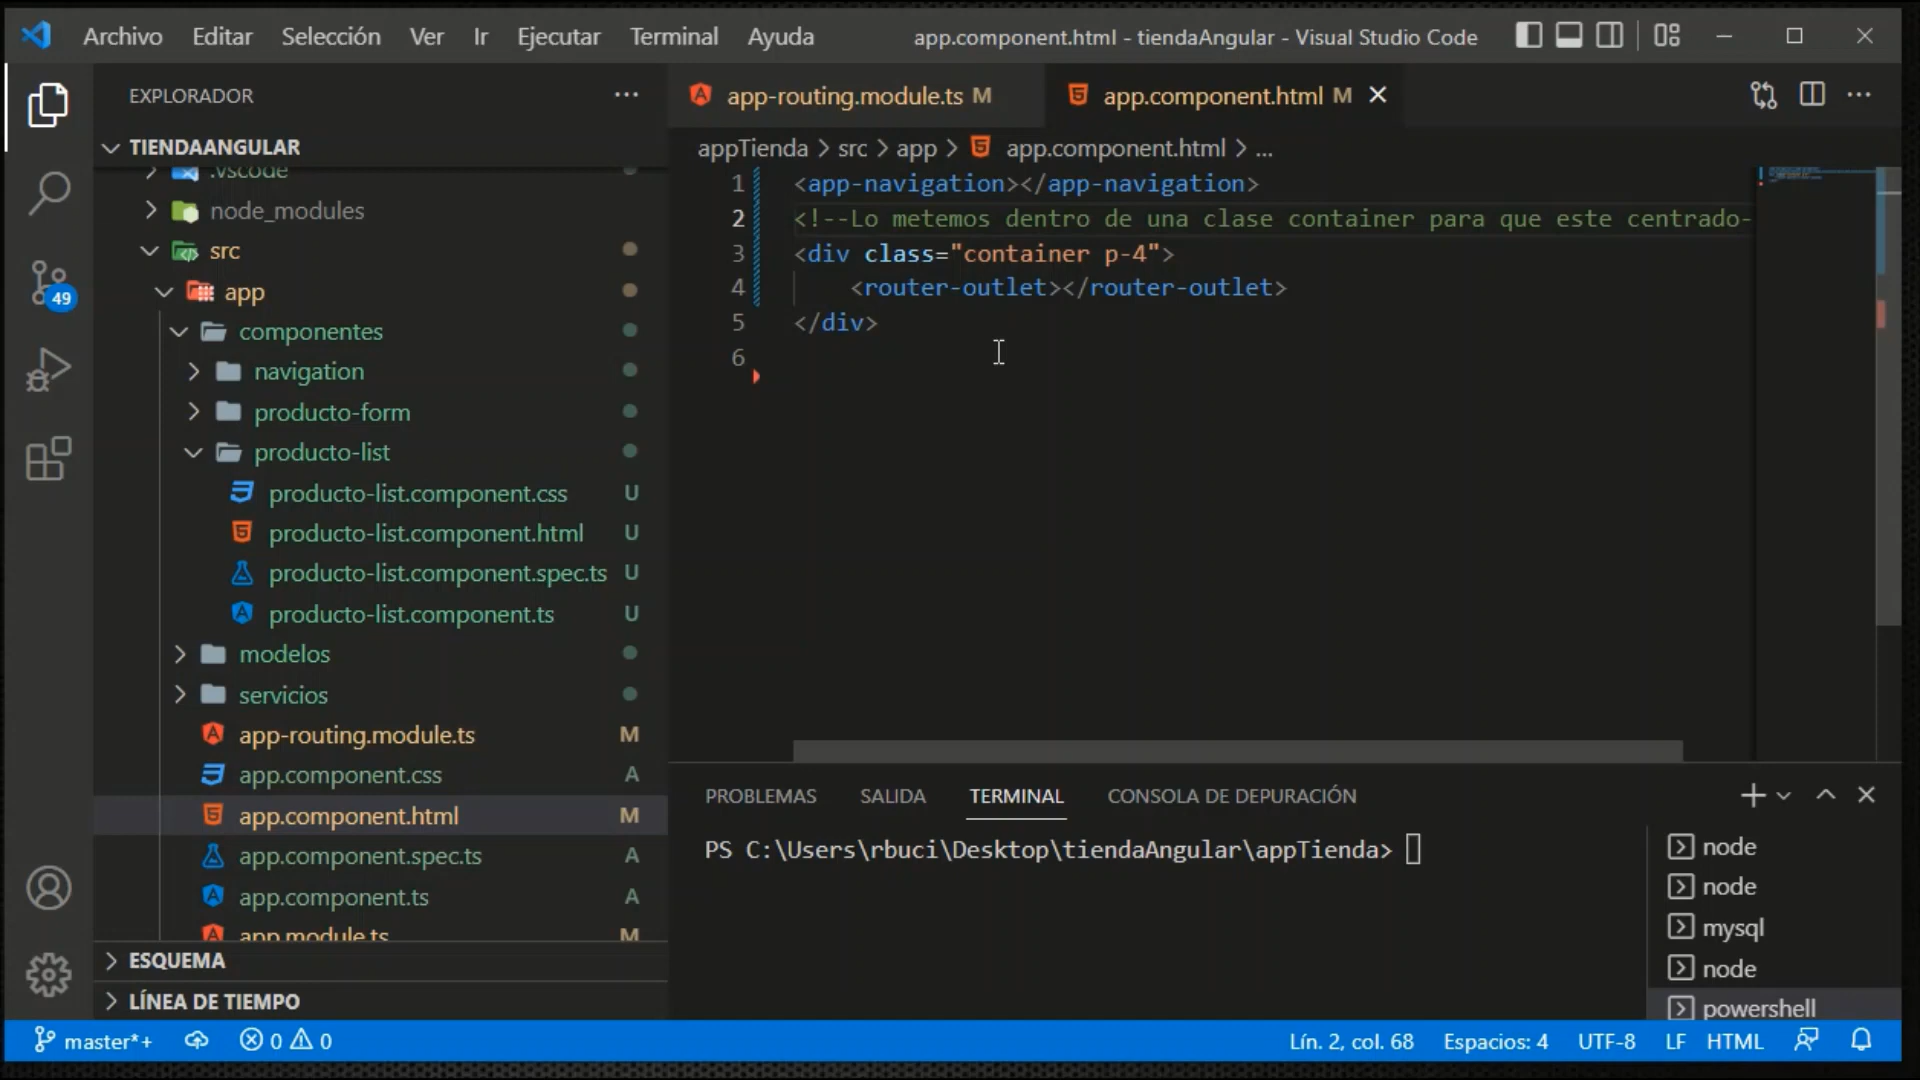 Archivo Editar Selección Ver Ir Ejecutar Terminal Ayuda app.component.html - tiendaAngular - Visual Studio Code
EXPLORADOR
TIENDAANGULAR
.vscode
node_modules
src
app
componentes
navigation
producto-form
producto-list
producto-list.component.css U
producto-list.component.html U
producto-list.component.spec.ts U
producto-list.component.ts U
modelos
servicios
app-routing.module.ts M
app.component.css A
app.component.html M
app.component.spec.ts A
app.component.ts A
app.module.ts M
ESQUEMA
LÍNEA DE TIEMPO
49
app-routing.module.ts M app.component.html M
appTienda > src > app > app.component.html > ...
1 <app-navigation></app-navigation>
2 <!--Lo metemos dentro de una clase container para que este centrado-
3 <div class="container p-4">
4 <router-outlet></router-outlet>
5 </div>
6
PROBLEMAS SALIDA TERMINAL CONSOLA DE DEPURACIÓN
PS C:\Users\rbuci\Desktop\tiendaAngular\appTienda>
node
node
mysql
node
powershell
master*+ 0 0 Lín. 2, col. 68 Espacios: 4 UTF-8 LF HTML